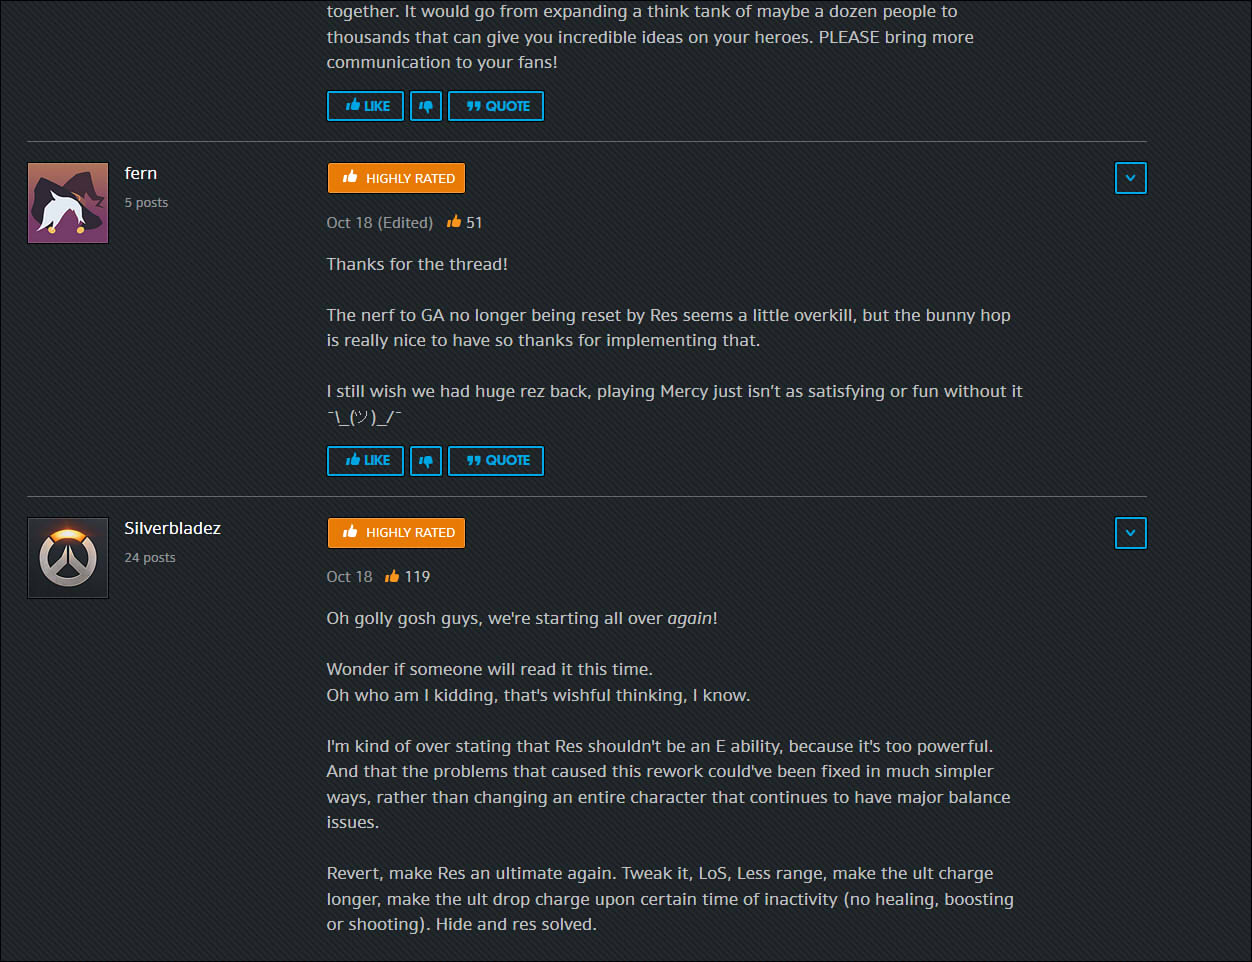 together. It would go from expanding a think tank of maybe a dozen people to
thousands that can give you incredible ideas on your heroes. PLEASE bring more
communication to your fans!
LIKE
QUOTE
fern
5 posts
HIGHLY RATED
Oct 18 (Edited) 51
Thanks for the thread!
The nerf to GA no longer being reset by Res seems a little overkill, but the bunny hop
is really nice to have so thanks for implementing that.
I still wish we had huge rez back, playing Mercy just isn’t as satisfying or fun without it
¯\_(ツ)_/¯
LIKE
QUOTE
Silverbladez
24 posts
HIGHLY RATED
Oct 18 119
Oh golly gosh guys, we're starting all over again!
Wonder if someone will read it this time.
Oh who am I kidding, that's wishful thinking, I know.
I'm kind of over stating that Res shouldn't be an E ability, because it's too powerful.
And that the problems that caused this rework could've been fixed in much simpler
ways, rather than changing an entire character that continues to have major balance
issues.
Revert, make Res an ultimate again. Tweak it, LoS, Less range, make the ult charge
longer, make the ult drop charge upon certain time of inactivity (no healing, boosting
or shooting). Hide and res solved.